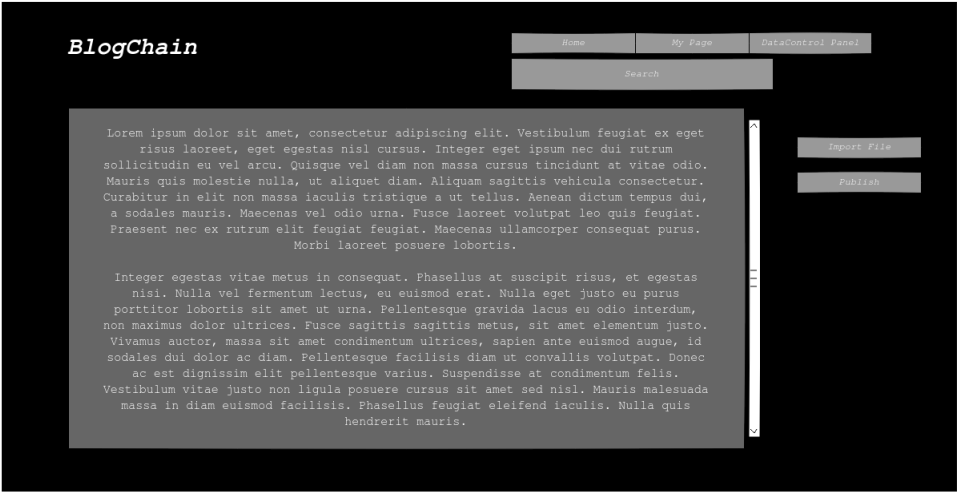 BlogChain
Home
My Page
DataControl Panel
Search
Lorem ipsum dolor sit amet, consectetur adipiscing elit. Vestibulum feugiat ex eget
risus laoreet, eget egestas nisl cursus. Integer eget ipsum nec dui rutrum
sollicitudin eu vel arcu. Quisque vel diam non massa cursus tincidunt at vitae odio.
Mauris quis molestie nulla, ut aliquet diam. Aliquam sagittis vehicula consectetur.
Curabitur in elit non massa iaculis tristique a ut tellus. Aenean dictum tempus dui,
a sodales mauris. Maecenas vel odio urna. Fusce laoreet volutpat leo quis feugiat.
Praesent nec ex rutrum elit feugiat feugiat. Maecenas ullamcorper consequat purus.
Morbi laoreet posuere lobortis.
Integer egestas vitae metus in consequat. Phasellus at suscipit risus, et egestas
nisi. Nulla vel fermentum lectus, eu euismod erat. Nulla eget justo eu purus
porttitor lobortis sit amet ut urna. Pellentesque gravida lacus eu odio interdum,
non maximus dolor ultrices. Fusce sagittis sagittis metus, sit amet elementum justo.
Vivamus auctor, massa sit amet condimentum ultrices, sapien ante euismod augue, id
sodales dui dolor ac diam. Pellentesque facilisis diam ut convallis volutpat. Donec
ac est dignissim elit pellentesque varius. Suspendisse at condimentum felis.
Vestibulum vitae justo non ligula posuere cursus sit amet sed nisl. Mauris malesuada
massa in diam euismod facilisis. Phasellus feugiat eleifend iaculis. Nulla quis
hendrerit mauris.
Import File
Publish